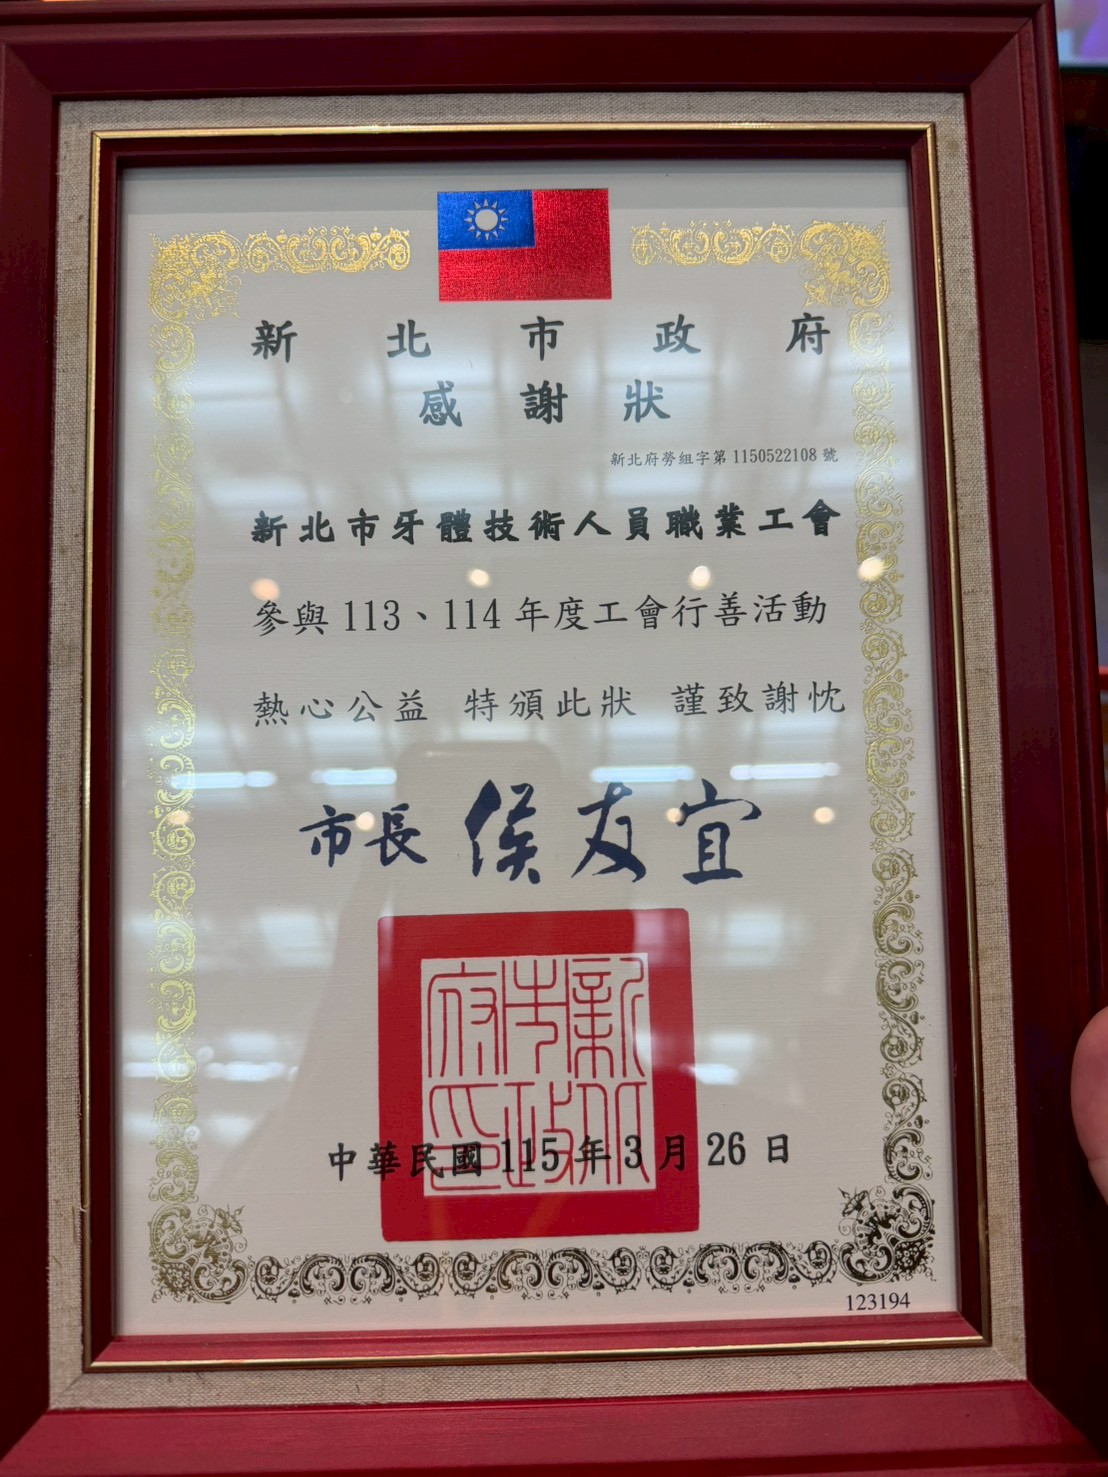 新北市政府
感謝狀
新北府勞組字第1150522108號
新北市牙體技術人員職業工會
參與113、114年度工會行善活動
熱心公益 特頒此狀 謹致謝忱
市長 侯友宜
新北市政府印
中華民國115年3月26日
123194